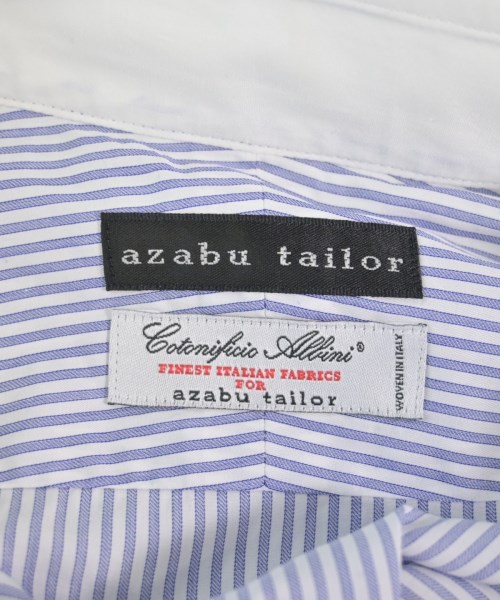 azabu tailor
Cotonificio Albini®
FINEST ITALIAN FABRICS
FOR
azabu tailor
WOVEN IN ITALY